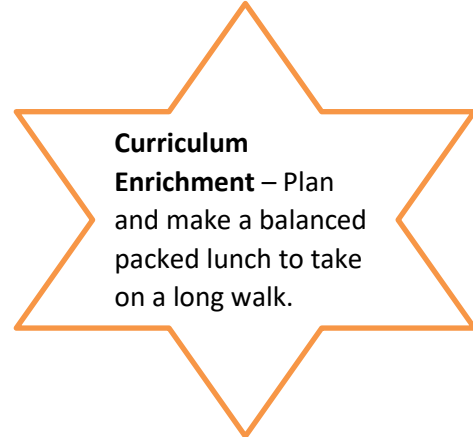 Curriculum
Enrichment – Plan
and make a balanced
packed lunch to take
on a long walk.